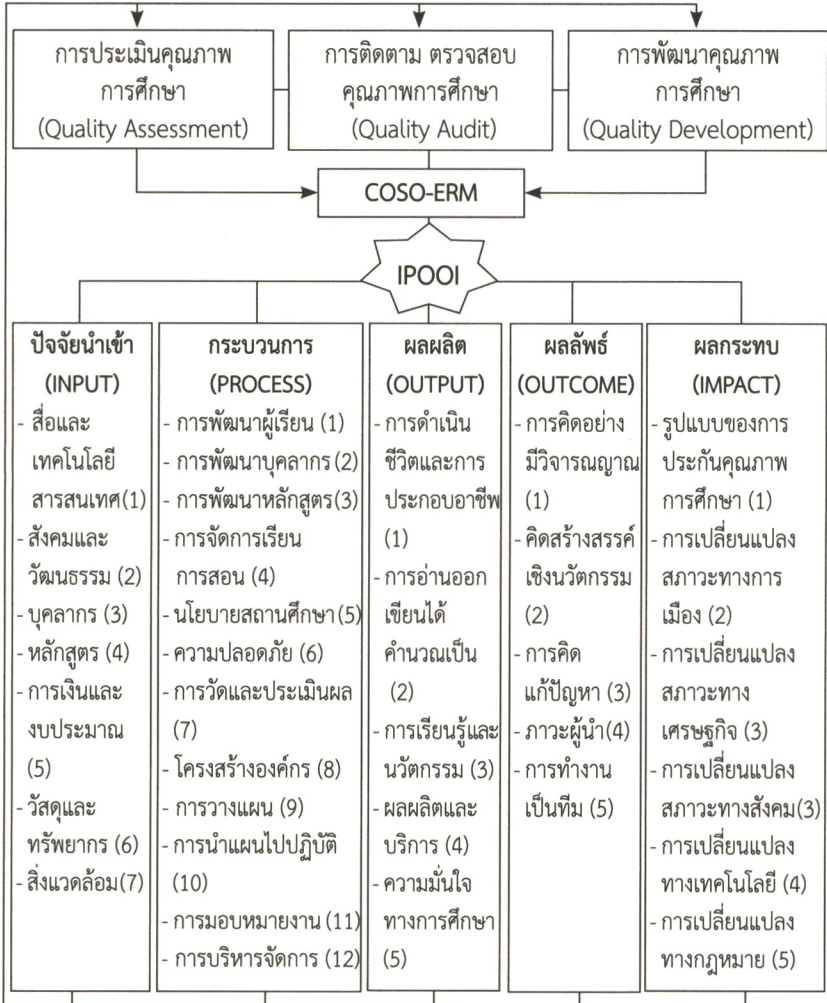 การประเมินคุณภาพ
การศึกษา
(Quality Assessment)
การติดตาม ตรวจสอบ
คุณภาพการศึกษา
(Quality Audit)
การพัฒนาคุณภาพ
การศึกษา
(Quality Development)
COSO-ERM
IPOOI
ปัจจัยนำเข้า
(INPUT)
- สื่อและ
เทคโนโลยี
สารสนเทศ(1)
- สังคมและ
วัฒนธรรม (2)
- บุคลากร (3)
- หลักสูตร (4)
- การเงินและ
งบประมาณ
(5)
- วัสดุและ
ทรัพยากร (6)
- สิ่งแวดล้อม(7)
กระบวนการ
(PROCESS)
- การพัฒนาผู้เรียน (1)
- การพัฒนาบุคลากร (2)
- การพัฒนาหลักสูตร(3)
- การจัดการเรียน
การสอน (4)
- นโยบายสถานศึกษา(5)
- ความปลอดภัย (6)
- การวัดและประเมินผล
(7)
- โครงสร้างองค์กร (8)
- การวางแผน (9)
- การนำแผนไปปฏิบัติ
(10)
- การมอบหมายงาน (11)
- การบริหารจัดการ (12)
ผลผลิต
(OUTPUT)
- การดำเนิน
ชีวิตและการ
ประกอบอาชีพ
(1)
- การอ่านออก
เขียนได้
คำนวณเป็น
(2)
- การเรียนรู้และ
นวัตกรรม (3)
- ผลผลิตและ
บริการ (4)
- ความมั่นใจ
ทางการศึกษา
(5)
ผลลัพธ์
(OUTCOME)
- การคิดอย่าง
มีวิจารณญาณ
(1)
- คิดสร้างสรรค์
เชิงนวัตกรรม
(2)
- การคิด
แก้ปัญหา (3)
- ภาวะผู้นำ(4)
- การทำงาน
เป็นทีม (5)
ผลกระทบ
(IMPACT)
- รูปแบบของการ
ประกันคุณภาพ
การศึกษา (1)
- การเปลี่ยนแปลง
สภาวะทางการ
เมือง (2)
- การเปลี่ยนแปลง
สภาวะทาง
เศรษฐกิจ (3)
- การเปลี่ยนแปลง
สภาวะทางสังคม(3)
- การเปลี่ยนแปลง
ทางเทคโนโลยี (4)
- การเปลี่ยนแปลง
ทางกฎหมาย (5)